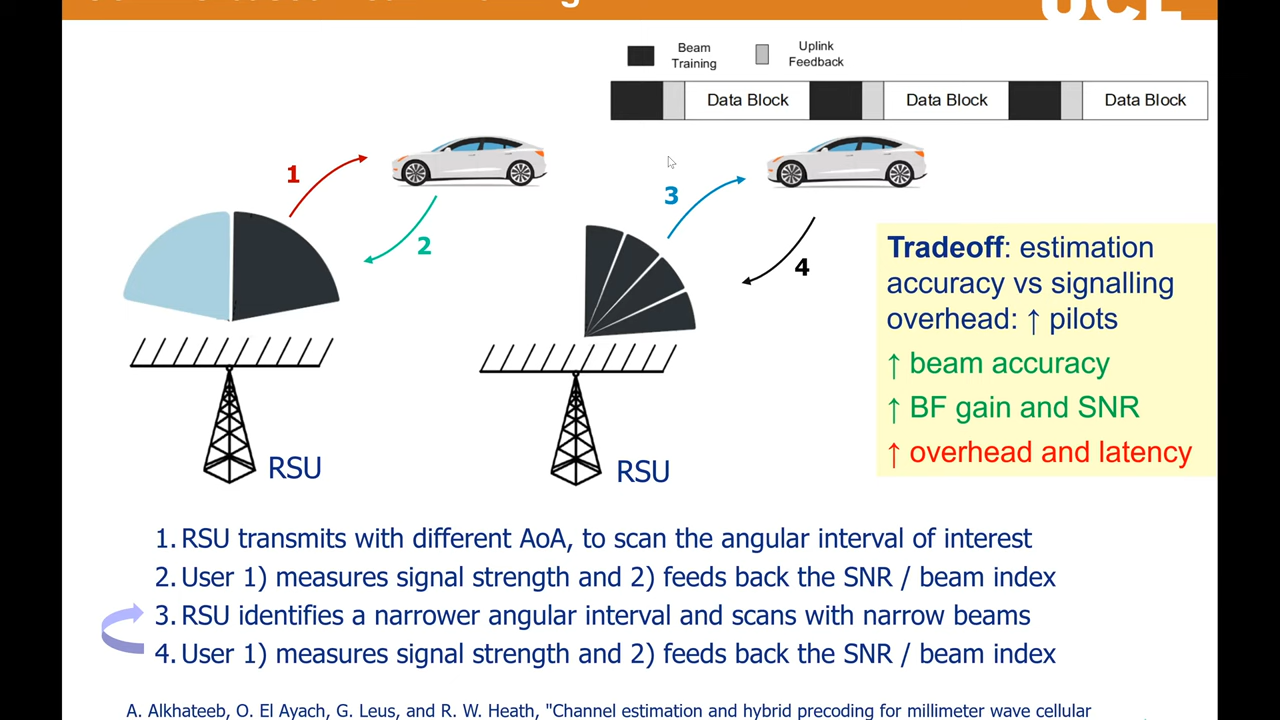 UCL
Beam
Training
Uplink
Feedback
Data Block
Data Block
Data Block
1
2
3
4
RSU
RSU
Tradeoff: estimation
accuracy vs signalling
overhead: ↑ pilots
↑ beam accuracy
↑ BF gain and SNR
↑ overhead and latency
1. RSU transmits with different AoA, to scan the angular interval of interest
2. User 1) measures signal strength and 2) feeds back the SNR / beam index
3. RSU identifies a narrower angular interval and scans with narrow beams
4. User 1) measures signal strength and 2) feeds back the SNR / beam index
A. Alkhateeb, O. El Ayach, G. Leus, and R. W. Heath, "Channel estimation and hybrid precoding for millimeter wave cellular